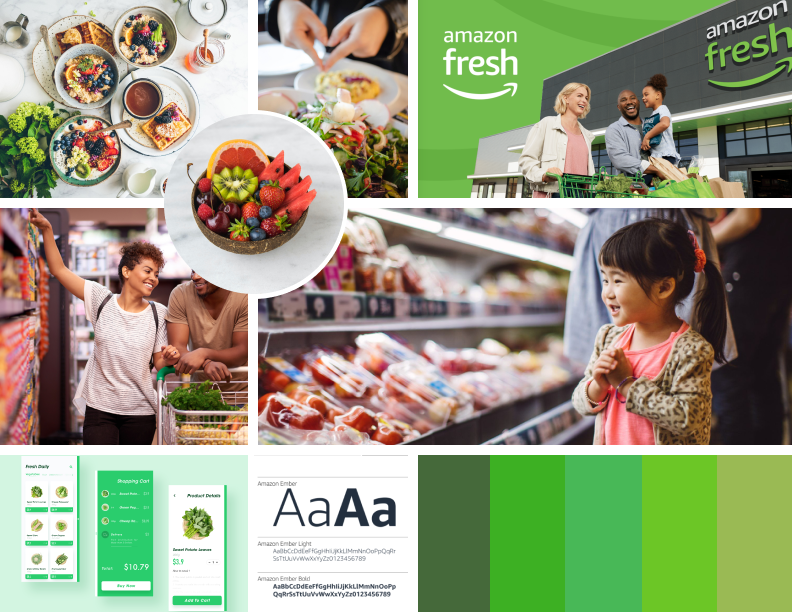 amazon
fresh
amazon
fresh
Fresh Daily
Shopping Cart
Total:
$10.79
Buy Now
Product Details
Sweet Potato Leaves
$3.9
Add To Cart
Amazon Ember
AaAa
Amazon Ember Light
AaBbCcDdEeFfGgHhIiJjKkLlMmNnOoPpQqRr
SsTtUuVvWwXxYyZz0123456789
Amazon Ember Bold
AaBbCcDdEeFfGgHhIiJjKkLlMmNnOoPp
QqRrSsTtUuVvWwXxYyZz0123456789